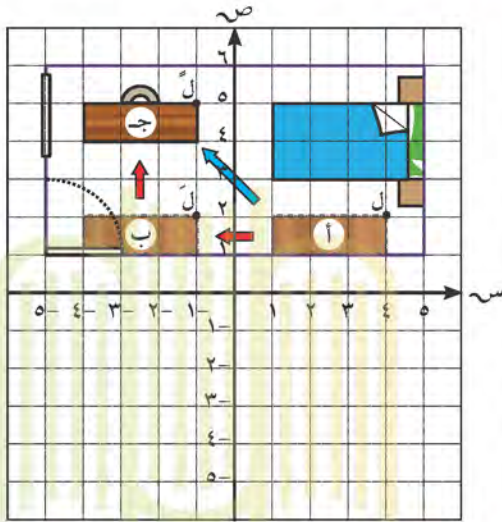 ص
٦
٥
لً
جـ
٤
٣
٢
لَ
ل
ب
أ
١
س
٥- ٤- ٣- ٢- ١- ١ ٢ ٣ ٤ ٥
١-
٢-
٣-
٤-
٥-